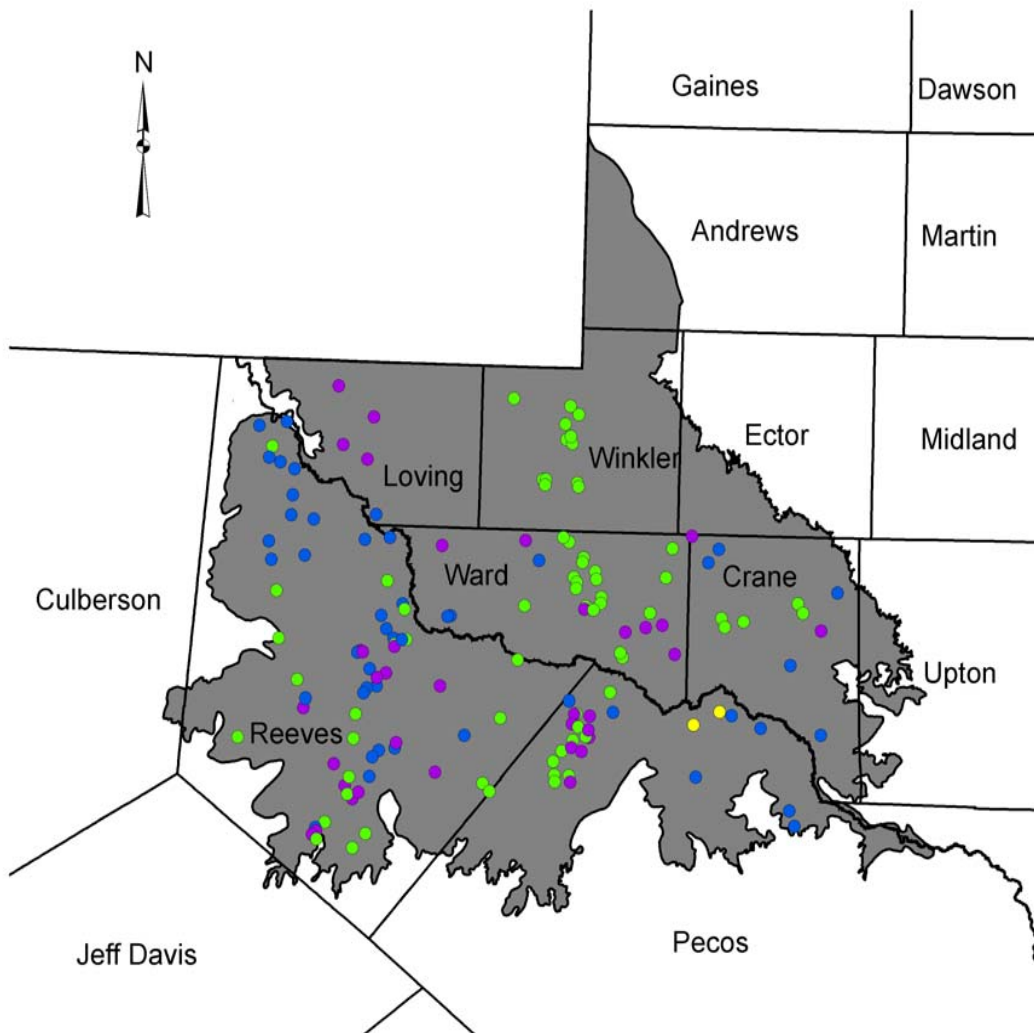 N
Gaines
Dawson
Andrews
Martin
Ector
Midland
Winkler
Loving
Ward
Crane
Culberson
Upton
Reeves
Pecos
Jeff Davis